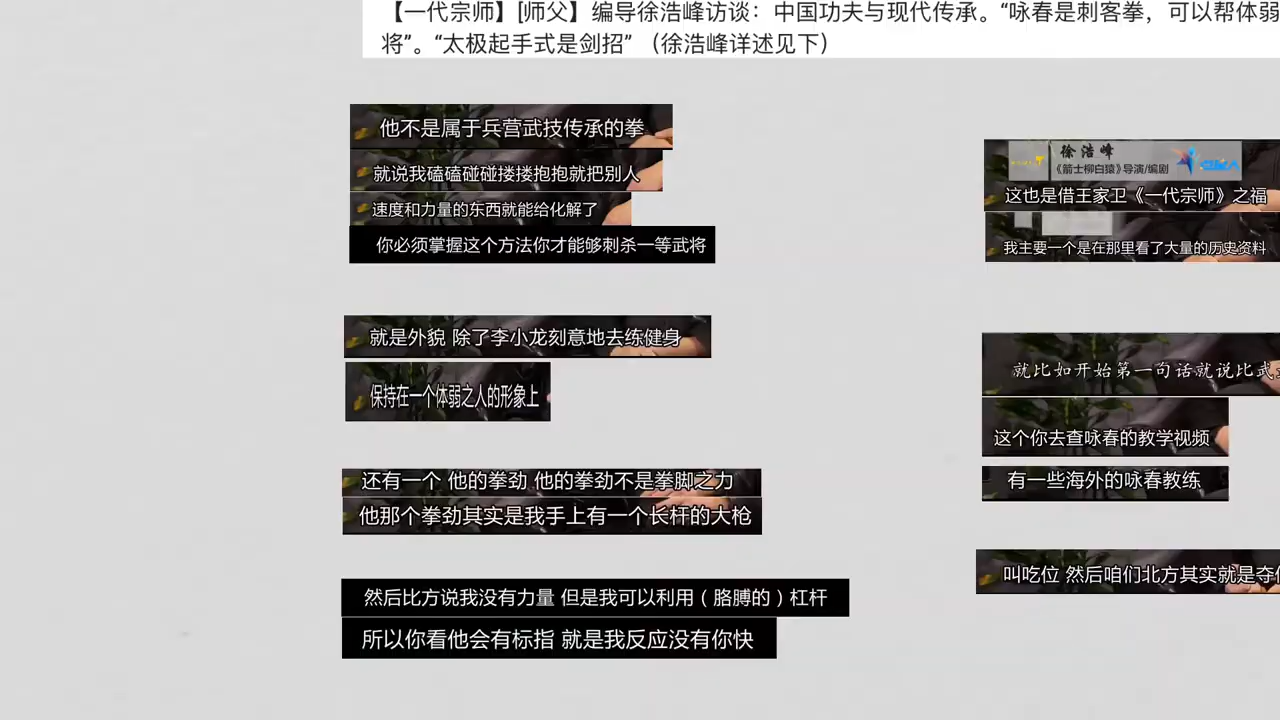 【一代宗师】[师父】编导徐浩峰访谈：中国功夫与现代传承。“咏春是刺客拳，可以帮体弱
将”。“太极起手式是剑招”（徐浩峰详述见下）
他不是属于兵营武技传承的拳
就说我磕磕碰碰搂搂抱抱就把别人
速度和力量的东西就能给化解了
你必须掌握这个方法你才能够刺杀一等武将
就是外貌 除了李小龙刻意地去练健身
保持在一个体弱之人的形象上
还有一个 他的拳劲 他的拳劲不是拳脚之力
他那个拳劲其实是我手上有一个长杆的大枪
然后比方说我没有力量 但是我可以利用（胳膊的）杠杆
所以你看他会有标指 就是我反应没有你快
徐浩峰
《箭士柳白猿》导演/编剧
这也是借王家卫《一代宗师》之福
我主要一个是在那里看了大量的历史资料
就比如开始第一句话就说比武
这个你去查咏春的教学视频
有一些海外的咏春教练
叫吃位 然后咱们北方其实就是夺